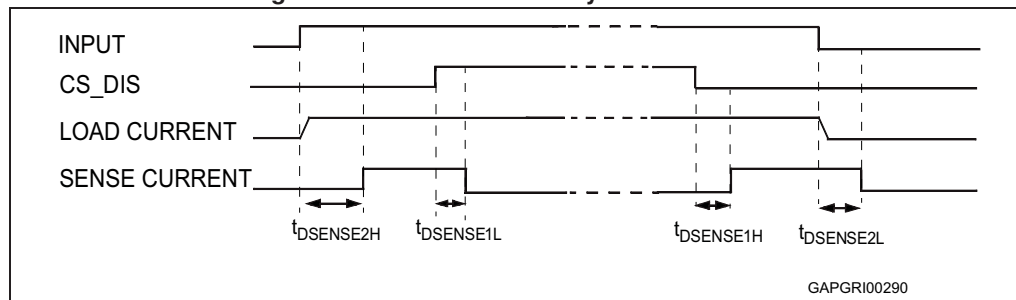 INPUT
CS_DIS
LOAD CURRENT
SENSE CURRENT
tDSENSE2H tDSENSE1L tDSENSE1H tDSENSE2L
GAPGRI00290